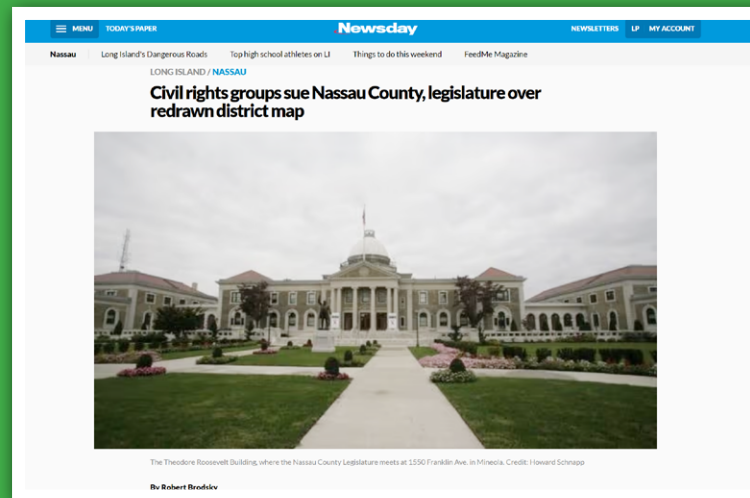 MENU TODAY'S PAPER Newsday NEWSLETTERS LP MY ACCOUNT
Nassau Long Island's Dangerous Roads Top high school athletes on LI Things to do this weekend FeedMe Magazine
LONG ISLAND / NASSAU
Civil rights groups sue Nassau County, legislature over
redrawn district map
The Theodore Roosevelt Building, where the Nassau County Legislature meets at 1550 Franklin Ave. in Mineola. Credit: Howard Schnapp
By Robert Brodsky